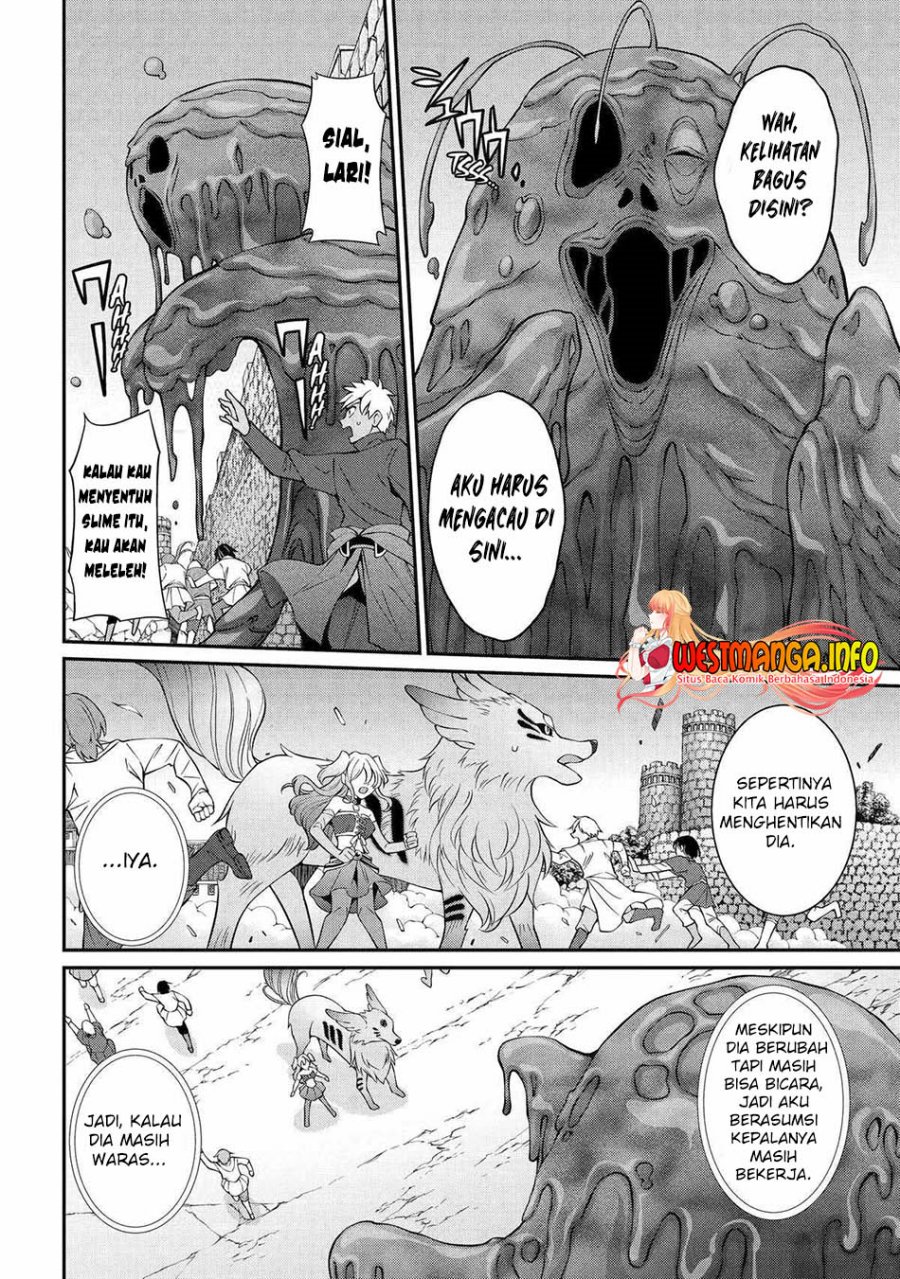 WAH,
KELIHATAN
BAGUS
DISINI?
TSSS
AKU HARUS
MENGACAU DI
SINI...
SIAL,
LARI!
AHHH
AHHH
KALAU KAU
MENYENTUH
SLIME ITU,
KAU AKAN
MELELEH!
WESTMANGA.INFO
Situs Baca Komik Berbahasa Indonesia
SEPERTINYA
KITA HARUS
MENGHENTIKAN
DIA.
...IYA.
MESKIPUN
DIA BERUBAH
TAPI MASIH
BISA BICARA,
JADI AKU
BERASUMSI
KEPALANYA
MASIH
BEKERJA.
JADI, KALAU
DIA MASIH
WARAS...